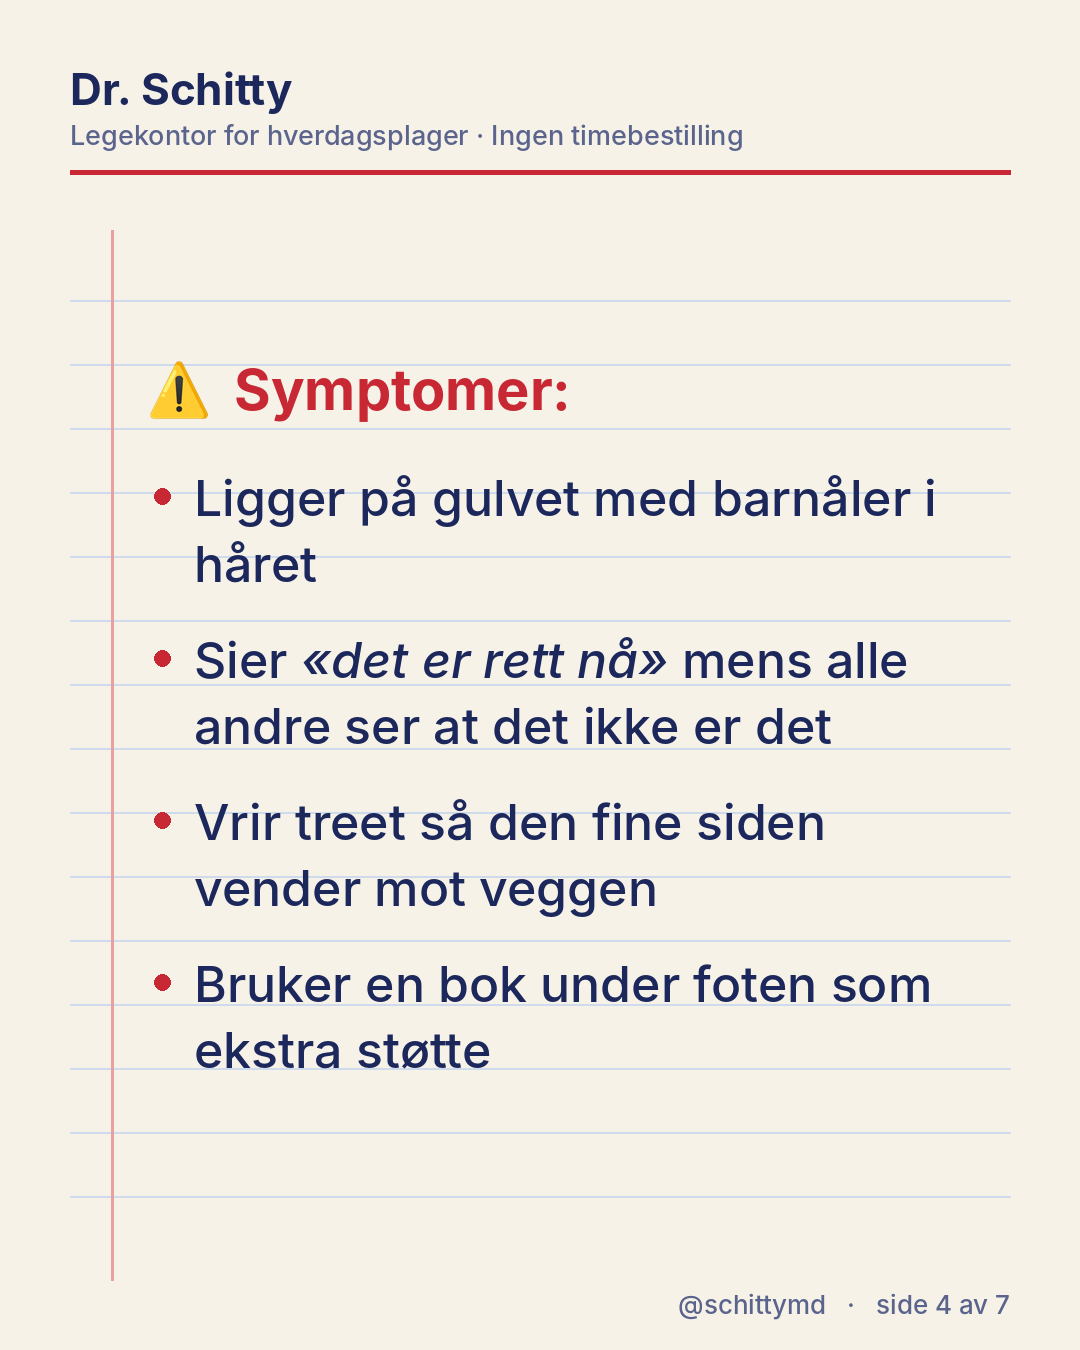 Dr. Schitty
Legekontor for hverdagsplager · Ingen timebestilling
⚠️ Symptomer:
• Ligger på gulvet med barnåler i
håret
• Sier «det er rett nå» mens alle
andre ser at det ikke er det
• Vrir treet så den fine siden
vender mot veggen
• Bruker en bok under foten som
ekstra støtte
@schittymd · side 4 av 7